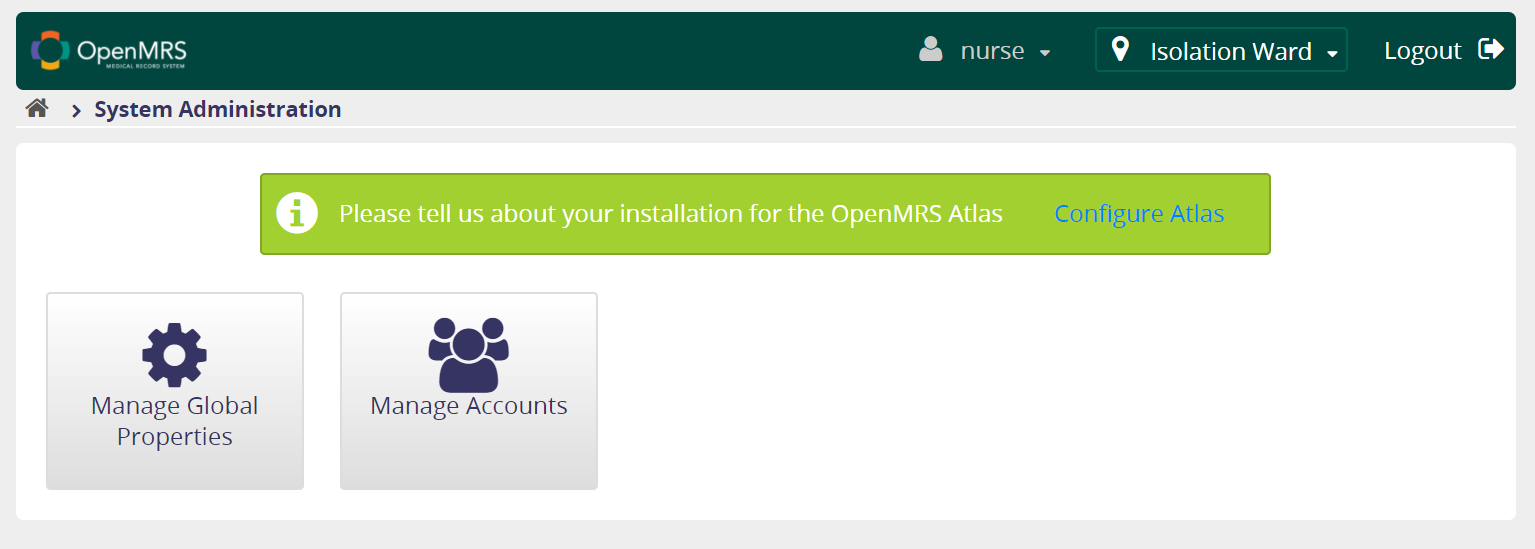 OpenMRS
MEDICAL RECORD SYSTEM
nurse
Isolation Ward
Logout
System Administration
Please tell us about your installation for the OpenMRS Atlas
Configure Atlas
Manage Global
Properties
Manage Accounts